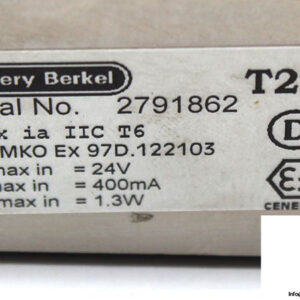 ery Berkel
T2
al No. 2791862
x ia IIC T6
MKO Ex 97D.122103
max in = 24V
max in = 400mA
max in = 1.3W
D
Ex
CENE